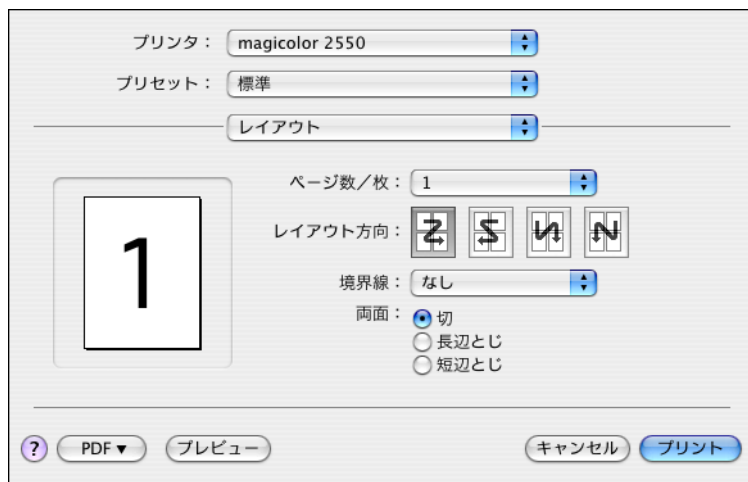 プリンタ： magicolor 2550
プリセット： 標準
レイアウト
ページ数／枚： 1
レイアウト方向：
1
境界線： なし
両面： 切
長辺とじ
短辺とじ
? PDF▼ プレビュー キャンセル プリント